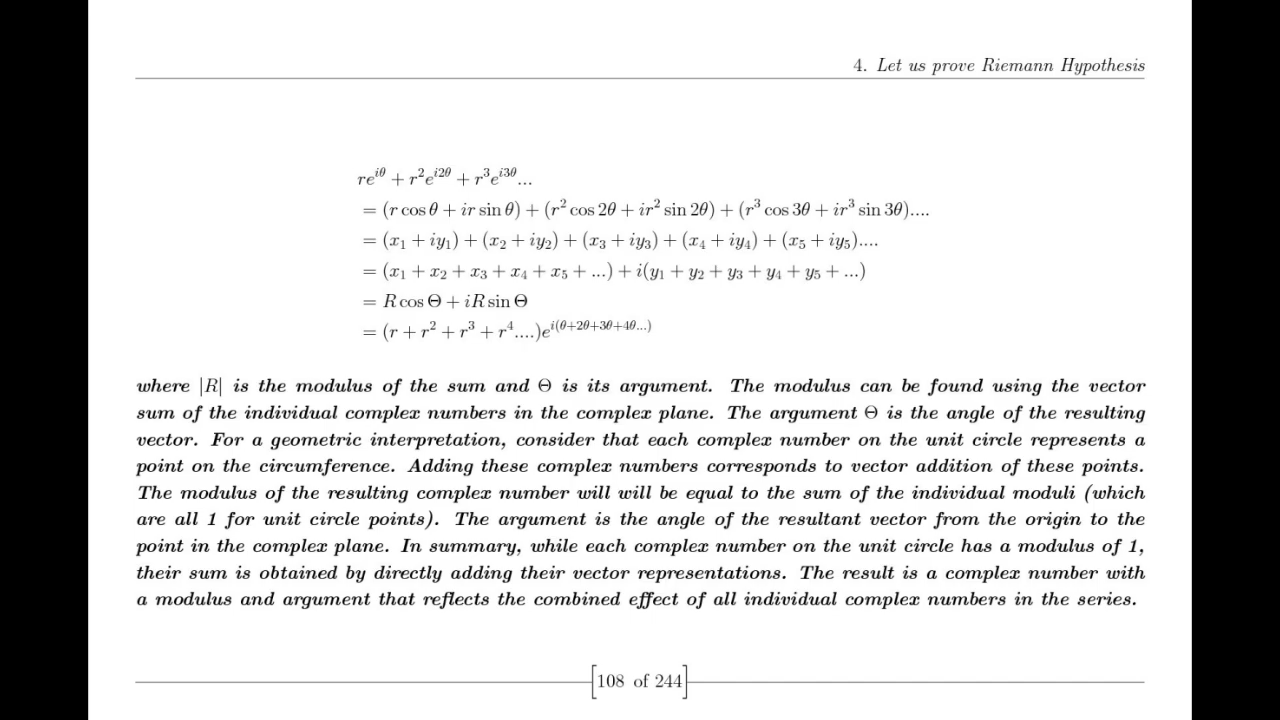 4. Let us prove Riemann Hypothesis
re^{iθ} + r^2e^{i2θ} + r^3e^{i3θ}...
= (r cos θ + ir sin θ) + (r^2 cos 2θ + ir^2 sin 2θ) + (r^3 cos 3θ + ir^3 sin 3θ)....
= (x_1 + iy_1) + (x_2 + iy_2) + (x_3 + iy_3) + (x_4 + iy_4) + (x_5 + iy_5)....
= (x_1 + x_2 + x_3 + x_4 + x_5 + ...) + i(y_1 + y_2 + y_3 + y_4 + y_5 + ...)
= R cos Θ + iR sin Θ
= (r + r^2 + r^3 + r^4....)e^{i(θ+2θ+3θ+4θ...)}
where |R| is the modulus of the sum and Θ is its argument. The modulus can be found using the vector
sum of the individual complex numbers in the complex plane. The argument Θ is the angle of the resulting
vector. For a geometric interpretation, consider that each complex number on the unit circle represents a
point on the circumference. Adding these complex numbers corresponds to vector addition of these points.
The modulus of the resulting complex number will will be equal to the sum of the individual moduli (which
are all 1 for unit circle points). The argument is the angle of the resultant vector from the origin to the
point in the complex plane. In summary, while each complex number on the unit circle has a modulus of 1,
their sum is obtained by directly adding their vector representations. The result is a complex number with
a modulus and argument that reflects the combined effect of all individual complex numbers in the series.
[108 of 244]